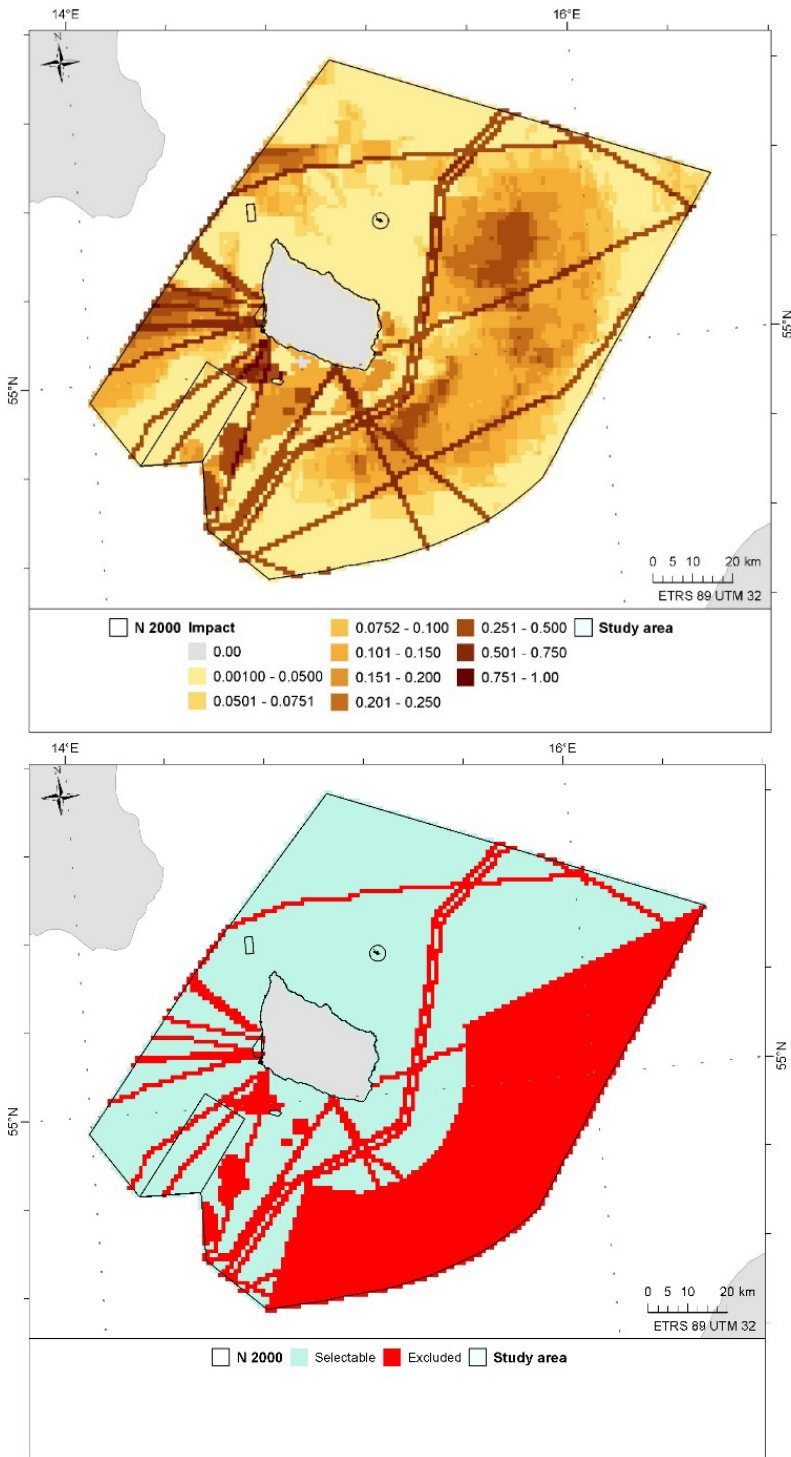 14°E 16°E
N
55°N
55°N
0 5 10 20 km
ETRS 89 UTM 32
N 2000 Impact 0.0752 - 0.100 0.251 - 0.500 Study area
0.00 0.101 - 0.150 0.501 - 0.750
0.00100 - 0.0500 0.151 - 0.200 0.751 - 1.00
0.0501 - 0.0751 0.201 - 0.250
14°E 16°E
N
55°N
55°N
0 5 10 20 km
ETRS 89 UTM 32
N 2000 Selectable Excluded Study area